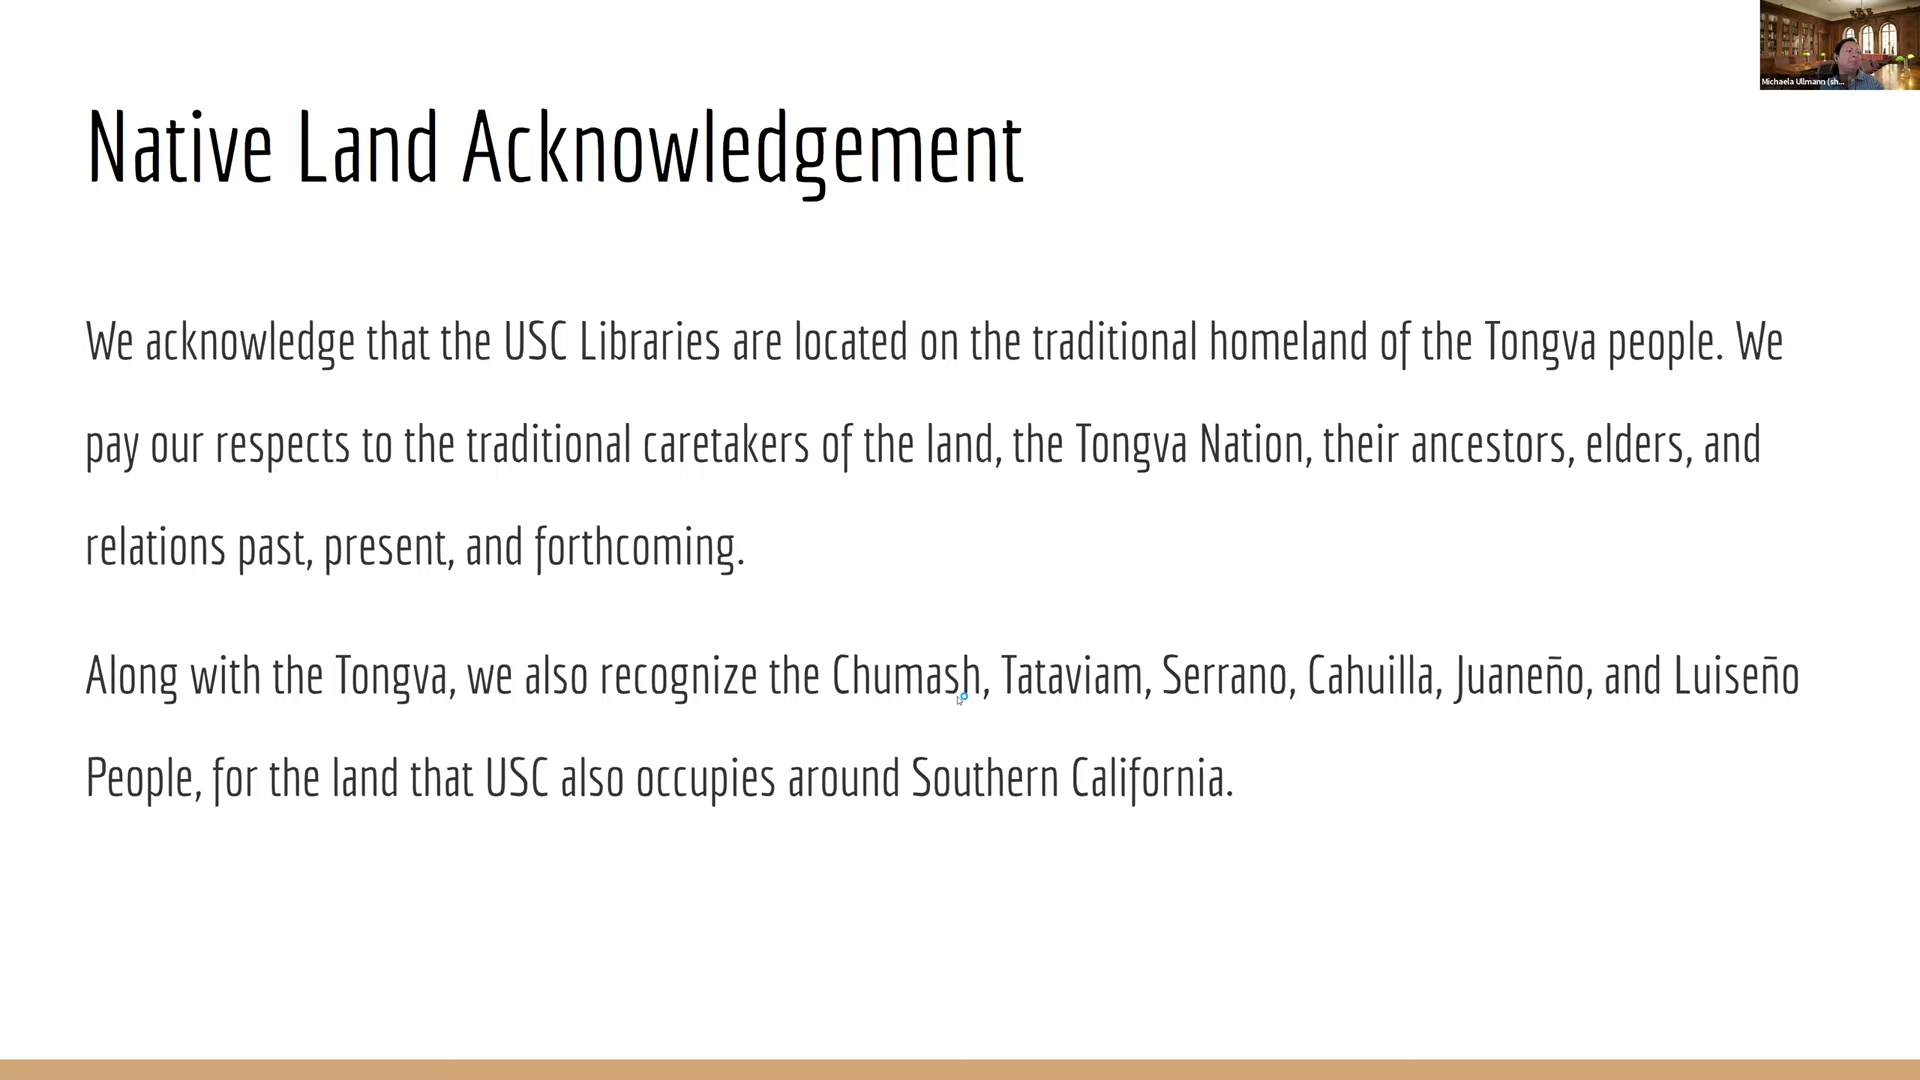 Michaela Ullmann (sh...
Native Land Acknowledgement
We acknowledge that the USC Libraries are located on the traditional homeland of the Tongva people. We
pay our respects to the traditional caretakers of the land, the Tongva Nation, their ancestors, elders, and
relations past, present, and forthcoming.
Along with the Tongva, we also recognize the Chumash, Tataviam, Serrano, Cahuilla, Juaneño, and Luiseño
People, for the land that USC also occupies around Southern California.